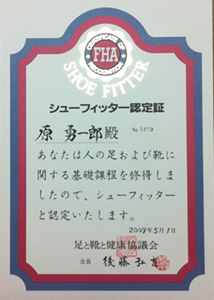 FHA
SHOE FITTER
シューフィッター認定証
原 勇一郎 殿
No 5479
あなたは人の足および靴に
関する基礎課程を修得しま
したので、シューフィッター
と認定いたします。
2009年5月1日
足と靴と健康協議会
会長 後藤